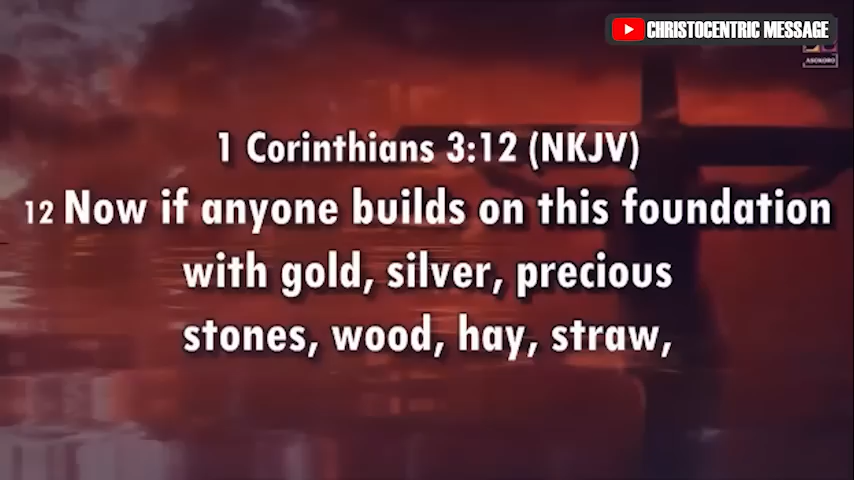 CHRISTOCENTRIC MESSAGE
ASOKORO
1 Corinthians 3:12 (NKJV)
12 Now if anyone builds on this foundation
with gold, silver, precious
stones, wood, hay, straw,